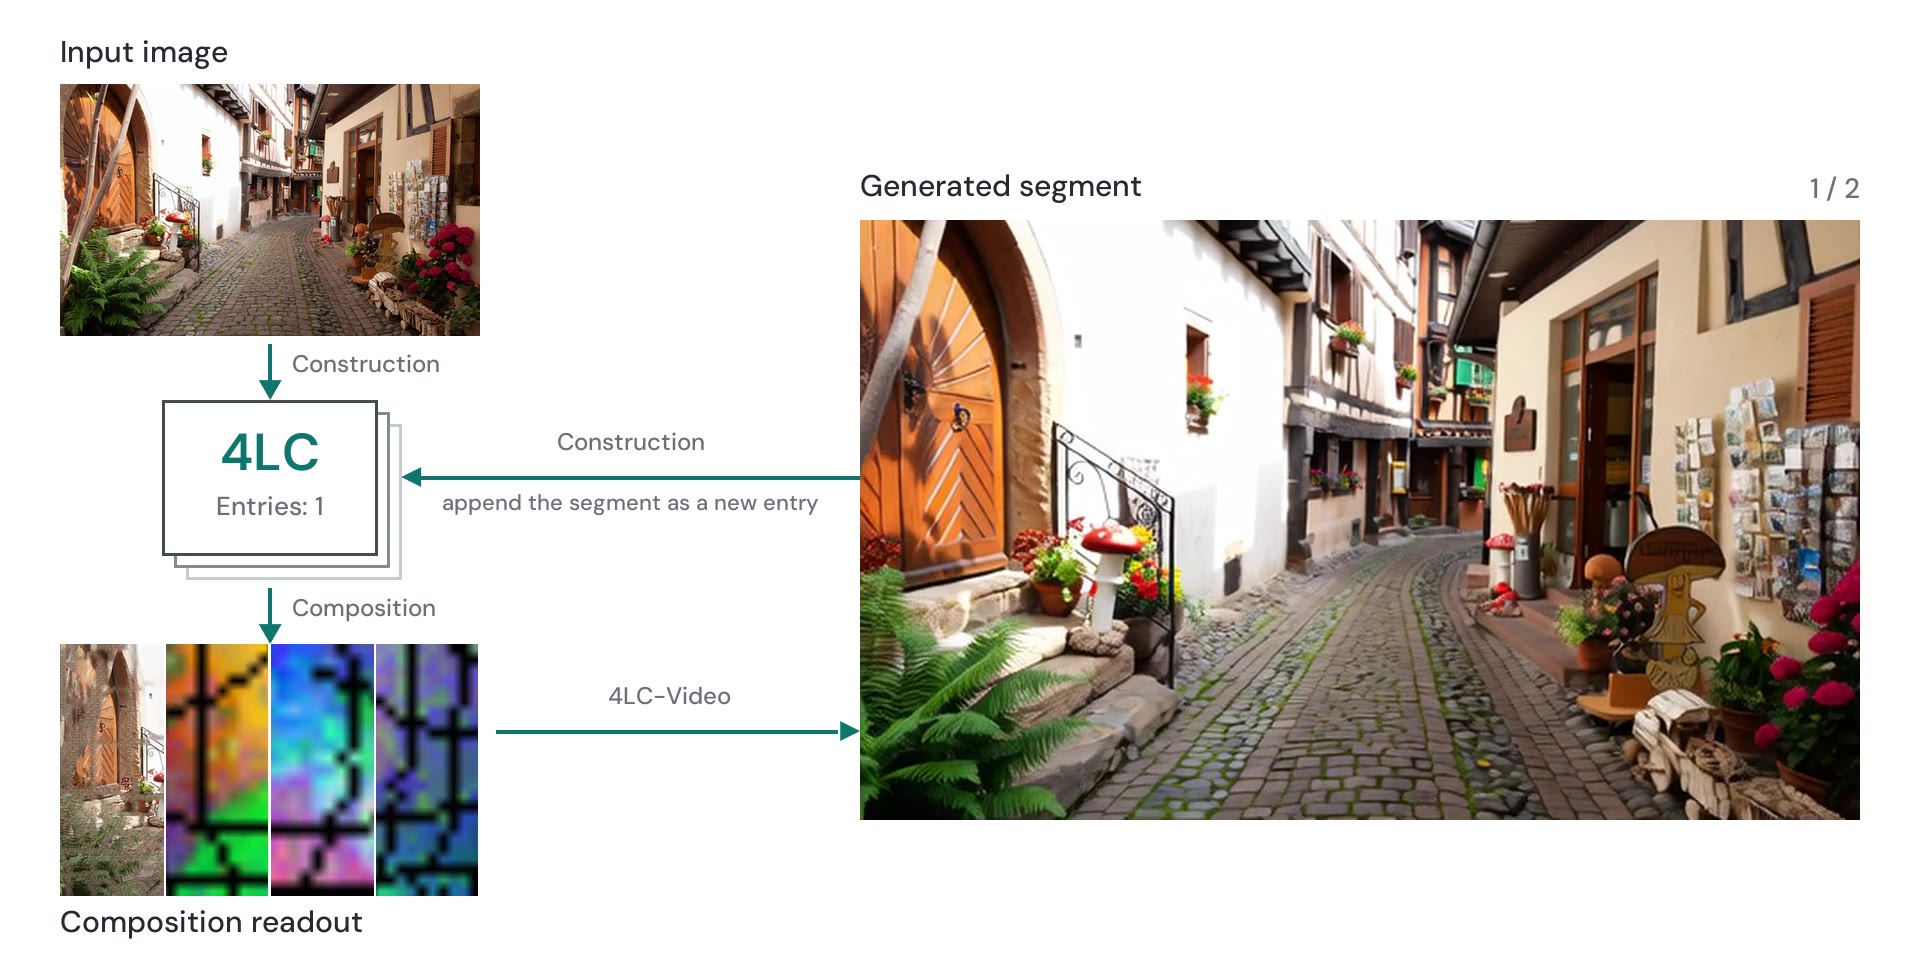 Input image
Construction
4LC
Entries: 1
Composition
Composition readout
Construction
append the segment as a new entry
4LC-Video
Generated segment
1 / 2